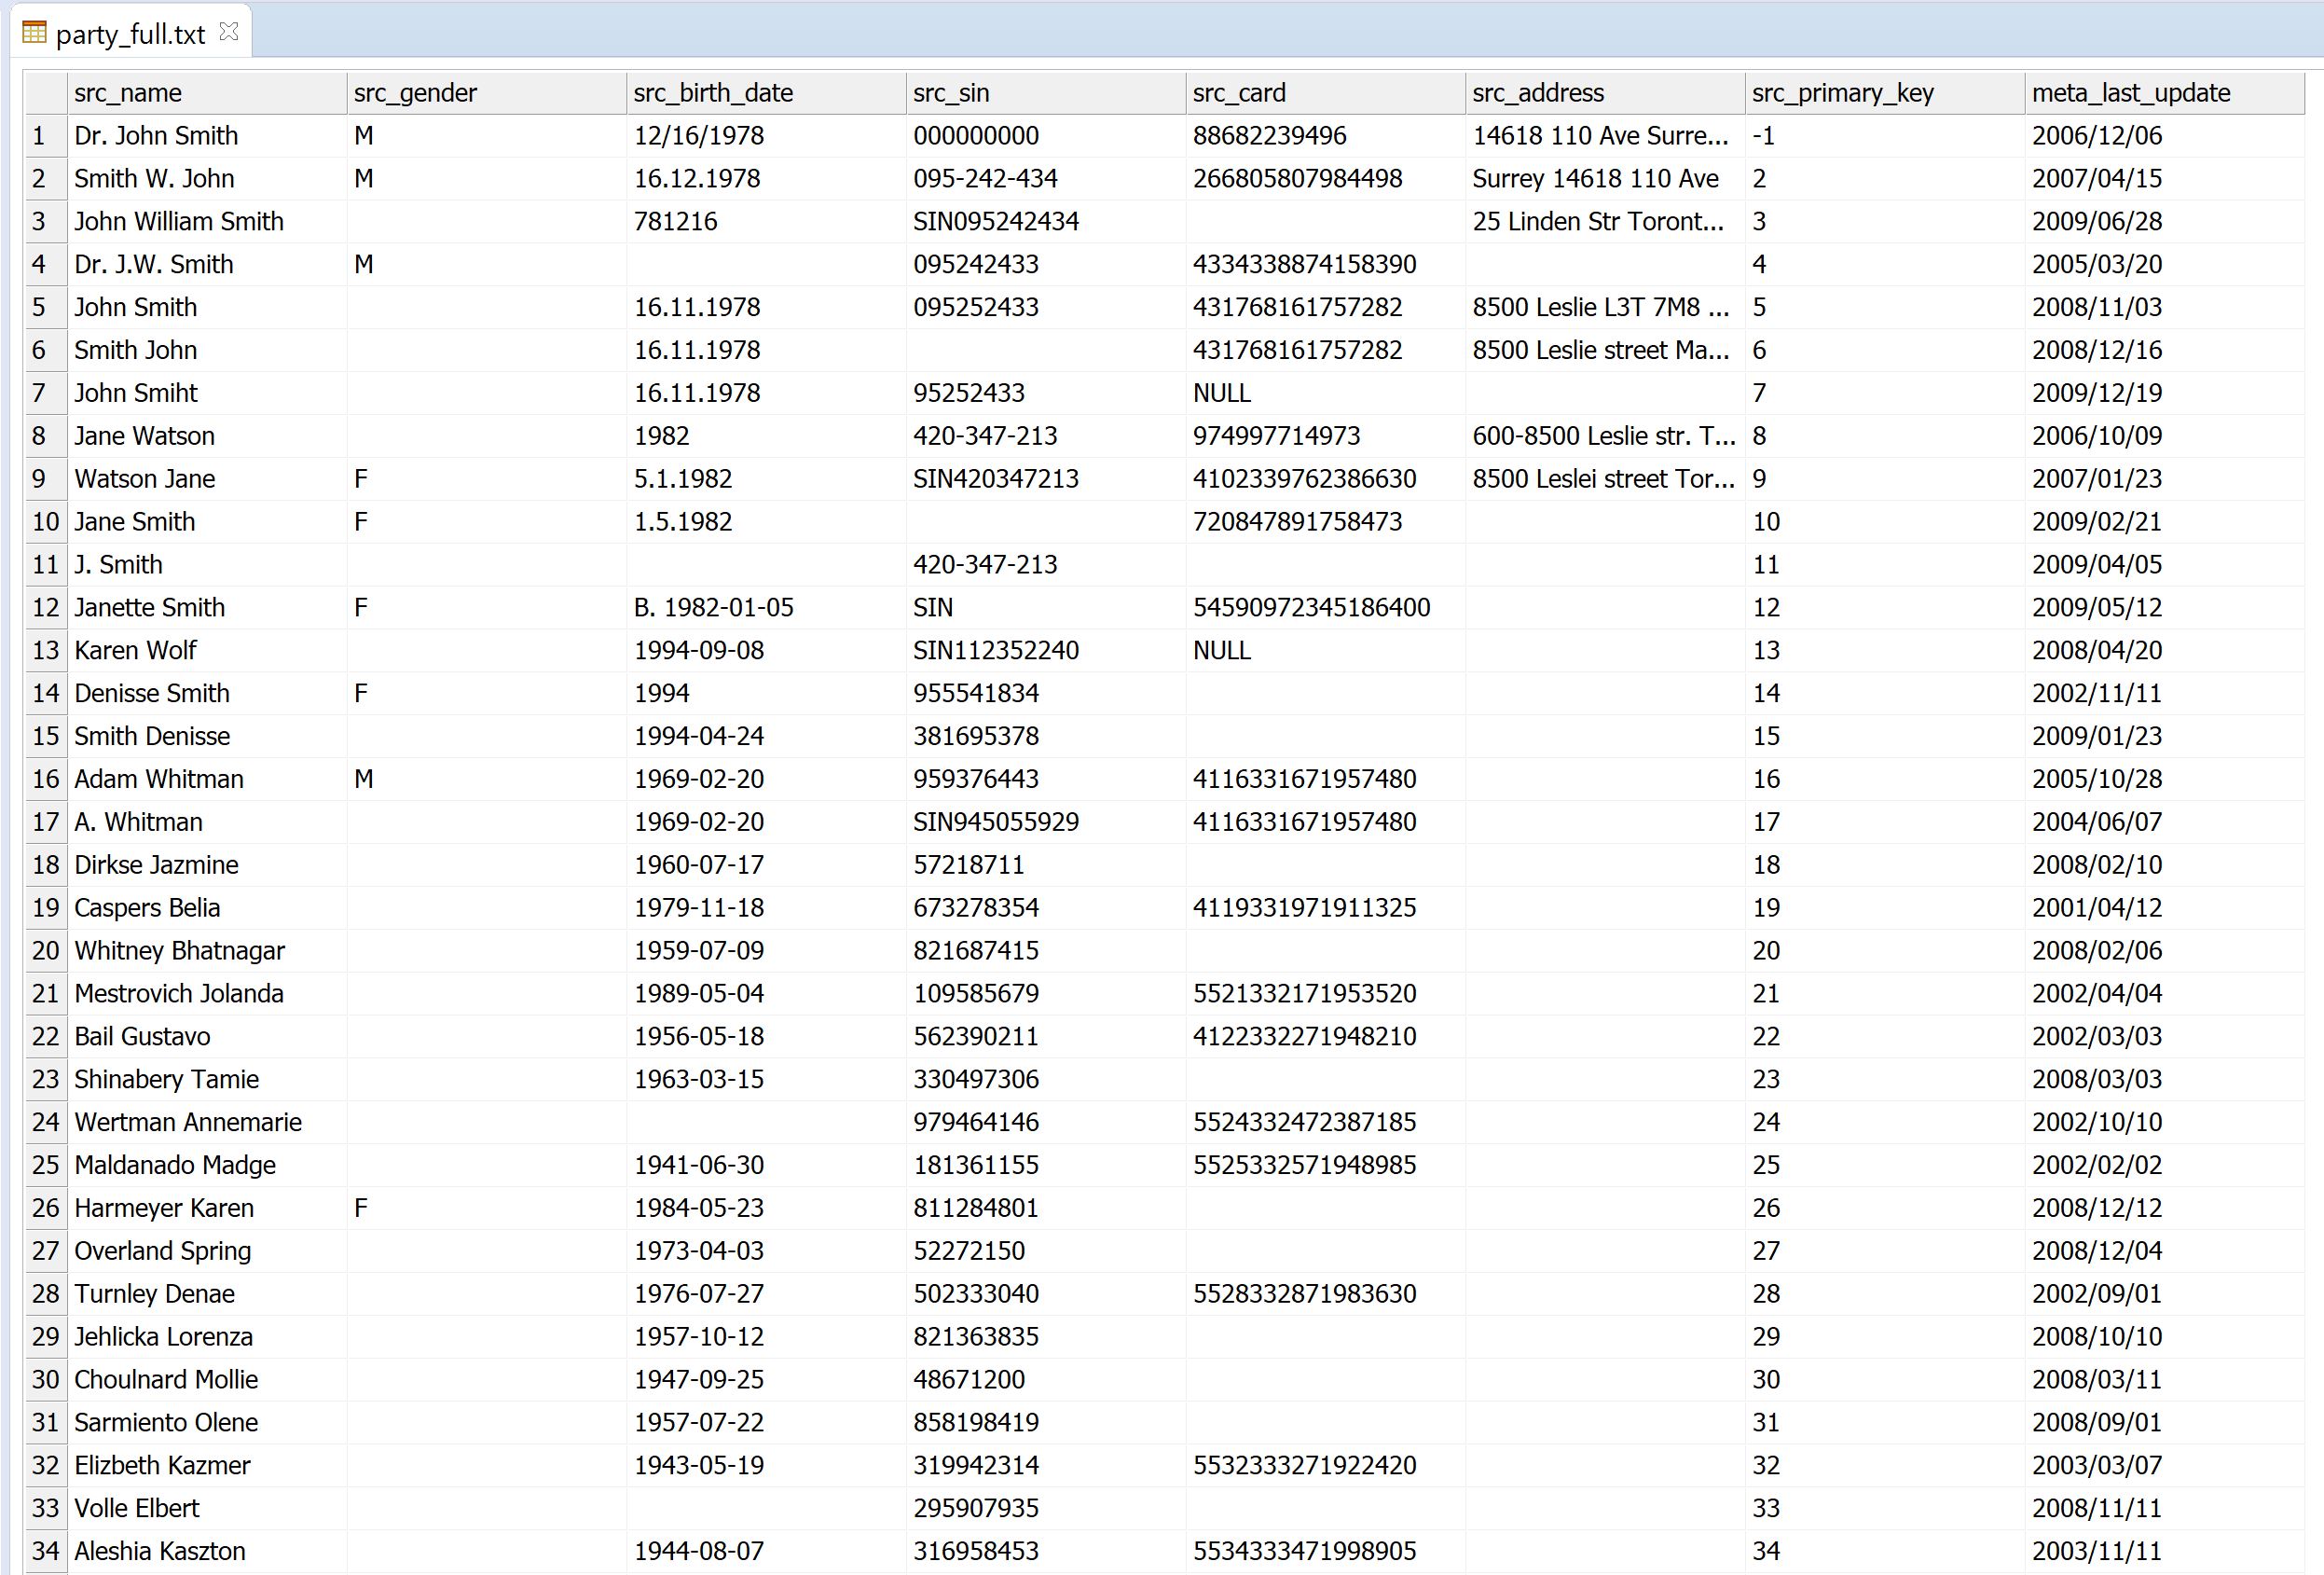 party_full.txt
src_name src_gender src_birth_date src_sin src_card src_address src_primary_key meta_last_update
1 Dr. John Smith M 12/16/1978 000000000 88682239496 14618 110 Ave Surre... -1 2006/12/06
2 Smith W. John M 16.12.1978 095-242-434 266805807984498 Surrey 14618 110 Ave 2 2007/04/15
3 John William Smith 781216 SIN095242434 25 Linden Str Toront... 3 2009/06/28
4 Dr. J.W. Smith M 095242433 4334338874158390 4 2005/03/20
5 John Smith 16.11.1978 095252433 431768161757282 8500 Leslie L3T 7M8 ... 5 2008/11/03
6 Smith John 16.11.1978 431768161757282 8500 Leslie street Ma... 6 2008/12/16
7 John Smiht 16.11.1978 95252433 NULL 7 2009/12/19
8 Jane Watson 1982 420-347-213 974997714973 600-8500 Leslie str. T... 8 2006/10/09
9 Watson Jane F 5.1.1982 SIN420347213 4102339762386630 8500 Leslei street Tor... 9 2007/01/23
10 Jane Smith F 1.5.1982 720847891758473 10 2009/02/21
11 J. Smith 420-347-213 11 2009/04/05
12 Janette Smith F B. 1982-01-05 SIN 54590972345186400 12 2009/05/12
13 Karen Wolf 1994-09-08 SIN112352240 NULL 13 2008/04/20
14 Denisse Smith F 1994 955541834 14 2002/11/11
15 Smith Denisse 1994-04-24 381695378 15 2009/01/23
16 Adam Whitman M 1969-02-20 959376443 4116331671957480 16 2005/10/28
17 A. Whitman 1969-02-20 SIN945055929 4116331671957480 17 2004/06/07
18 Dirkse Jazmine 1960-07-17 57218711 18 2008/02/10
19 Caspers Belia 1979-11-18 673278354 4119331971911325 19 2001/04/12
20 Whitney Bhatnagar 1959-07-09 821687415 20 2008/02/06
21 Mestrovich Jolanda 1989-05-04 109585679 5521332171953520 21 2002/04/04
22 Bail Gustavo 1956-05-18 562390211 4122332271948210 22 2002/03/03
23 Shinabery Tamie 1963-03-15 330497306 23 2008/03/03
24 Wertman Annemarie 979464146 5524332472387185 24 2002/10/10
25 Maldanado Madge 1941-06-30 181361155 5525332571948985 25 2002/02/02
26 Harmeyer Karen F 1984-05-23 811284801 26 2008/12/12
27 Overland Spring 1973-04-03 52272150 27 2008/12/04
28 Turnley Denae 1976-07-27 502333040 5528332871983630 28 2002/09/01
29 Jehlicka Lorenza 1957-10-12 821363835 29 2008/10/10
30 Choulnard Mollie 1947-09-25 48671200 30 2008/03/11
31 Sarmiento Olene 1957-07-22 858198419 31 2008/09/01
32 Elizbeth Kazmer 1943-05-19 319942314 5532333271922420 32 2003/03/07
33 Volle Elbert 295907935 33 2008/11/11
34 Aleshia Kaszton 1944-08-07 316958453 5534333471998905 34 2003/11/11